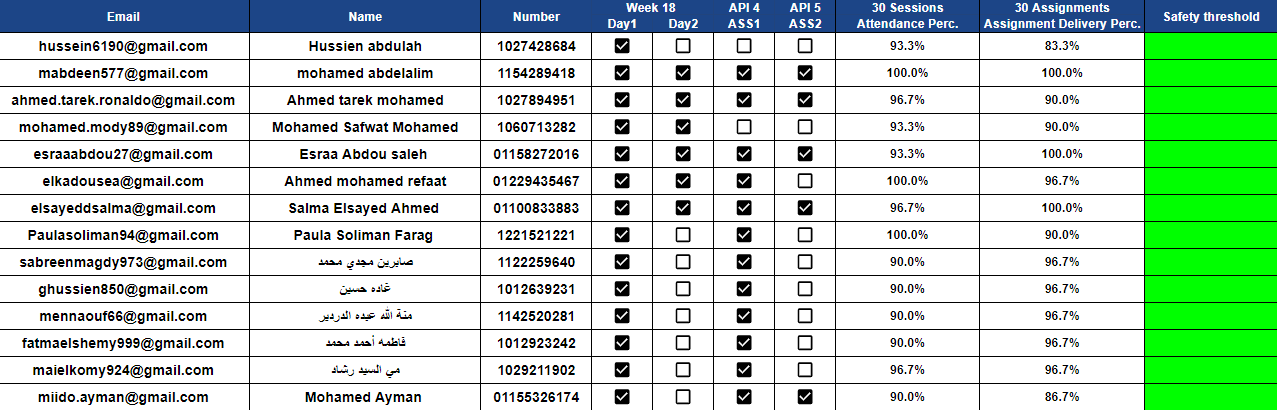 Email Name Number Week 18 API 4 API 5 30 Sessions 30 Assignments Safety threshold
Day1 Day2 ASS1 ASS2 Attendance Perc. Assignment Delivery Perc.
hussein6190@gmail.com Hussien abdulah 1027428684 93.3% 83.3%
mabdeen577@gmail.com mohamed abdelalim 1154289418 100.0% 100.0%
ahmed.tarek.ronaldo@gmail.com Ahmed tarek mohamed 1027894951 96.7% 90.0%
mohamed.mody89@gmail.com Mohamed Safwat Mohamed 1060713282 93.3% 90.0%
esraaabdou27@gmail.com Esraa Abdou saleh 01158272016 93.3% 100.0%
elkadousea@gmail.com Ahmed mohamed refaat 01229435467 100.0% 96.7%
elsayeddsalma@gmail.com Salma Elsayed Ahmed 01100833883 96.7% 100.0%
Paulasoliman94@gmail.com Paula Soliman Farag 1221521221 100.0% 90.0%
sabreenmagdy973@gmail.com صابرين مجدي محمد 1122259640 90.0% 96.7%
ghussien850@gmail.com غاده حسين 1012639231 90.0% 96.7%
mennaouf66@gmail.com منة الله عبده الدردير 1142520281 90.0% 96.7%
fatmaelshemy999@gmail.com فاطمه أحمد محمد 1012923242 90.0% 96.7%
maielkomy924@gmail.com مي السيد رشاد 1029211902 96.7% 96.7%
miido.ayman@gmail.com Mohamed Ayman 01155326174 90.0% 86.7%